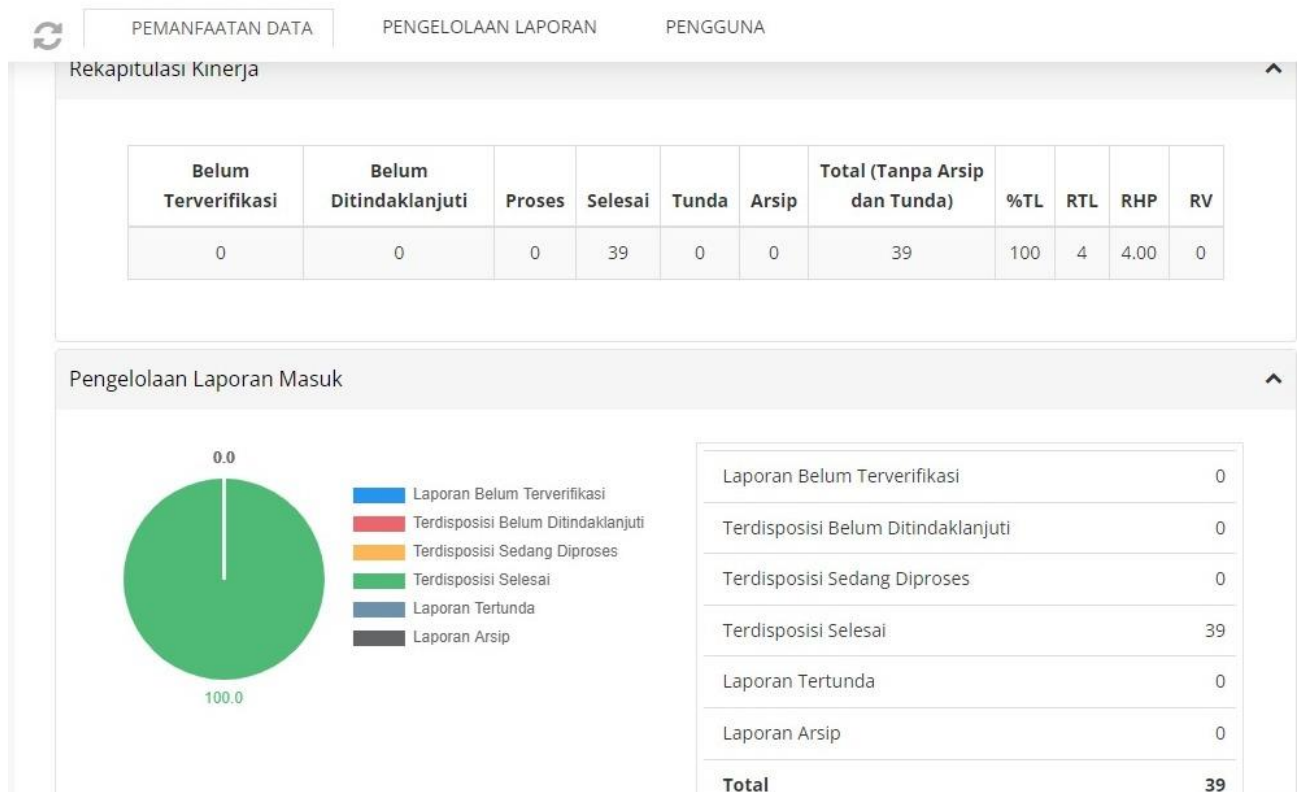 PEMANFAATAN DATA PENGELOLAAN LAPORAN PENGGUNA
Rekapitulasi Kinerja
Belum Terverifikasi Belum Ditindaklanjuti Proses Selesai Tunda Arsip Total (Tanpa Arsip dan Tunda) %TL RTL RHP RV
0 0 0 39 0 0 39 100 4 4.00 0
Pengelolaan Laporan Masuk
0.0
100.0
Laporan Belum Terverifikasi
Terdisposisi Belum Ditindaklanjuti
Terdisposisi Sedang Diproses
Terdisposisi Selesai
Laporan Tertunda
Laporan Arsip
Laporan Belum Terverifikasi 0
Terdisposisi Belum Ditindaklanjuti 0
Terdisposisi Sedang Diproses 0
Terdisposisi Selesai 39
Laporan Tertunda 0
Laporan Arsip 0
Total 39